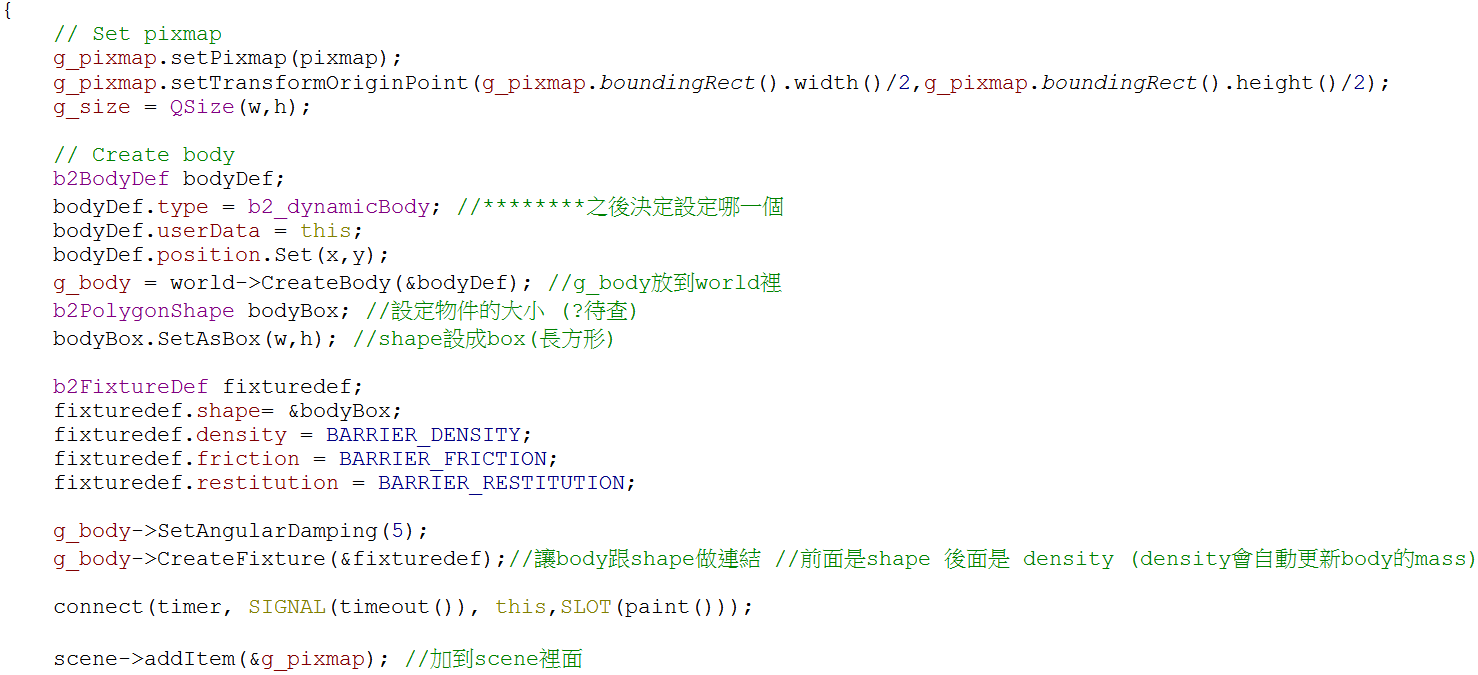 {
// Set pixmap
g_pixmap.setPixmap(pixmap);
g_pixmap.setTransformOriginPoint(g_pixmap.boundingRect().width()/2,g_pixmap.boundingRect().height()/2);
g_size = QSize(w,h);
// Create body
b2BodyDef bodyDef;
bodyDef.type = b2_dynamicBody; //********之後決定設定哪一個
bodyDef.userData = this;
bodyDef.position.Set(x,y);
g_body = world->CreateBody(&bodyDef); //g_body放到world裡
b2PolygonShape bodyBox; //設定物件的大小 (?待查)
bodyBox.SetAsBox(w,h); //shape設成box(長方形)
b2FixtureDef fixturedef;
fixturedef.shape= &bodyBox;
fixturedef.density = BARRIER_DENSITY;
fixturedef.friction = BARRIER_FRICTION;
fixturedef.restitution = BARRIER_RESTITUTION;
g_body->SetAngularDamping(5);
g_body->CreateFixture(&fixturedef);//讓body跟shape做連結 //前面是shape 後面是 density (density會自動更新body的mass)
connect(timer, SIGNAL(timeout()), this,SLOT(paint()));
scene->addItem(&g_pixmap); //加到scene裡面